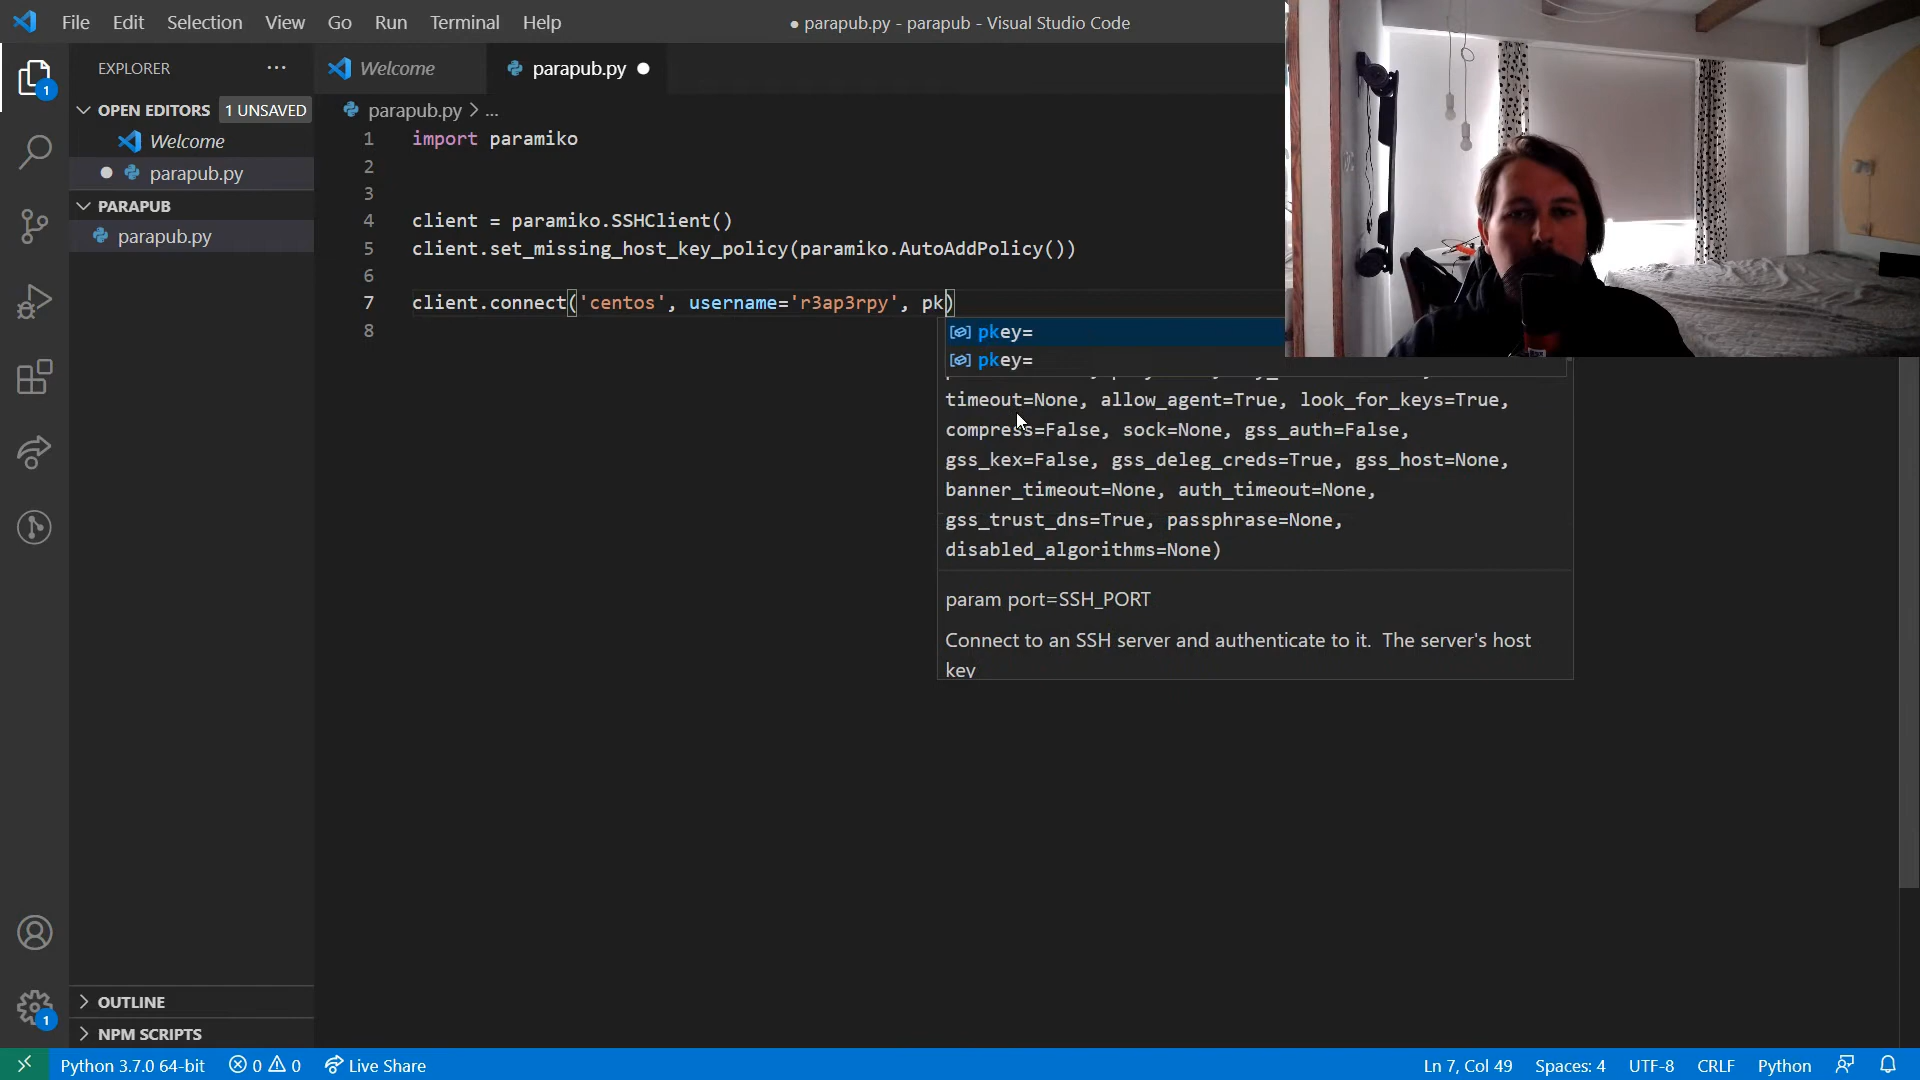 File Edit Selection View Go Run Terminal Help
● parapub.py - parapub - Visual Studio Code
EXPLORER ...
1
OPEN EDITORS 1 UNSAVED
Welcome
parapub.py
PARAPUB
parapub.py
Welcome
parapub.py
parapub.py > ...
1 import paramiko
2
3
4 client = paramiko.SSHClient()
5 client.set_missing_host_key_policy(paramiko.AutoAddPolicy())
6
7 client.connect('centos', username='r3ap3rpy', pk)
8
pkey=
pkey=
timeout=None, allow_agent=True, look_for_keys=True,
compress=False, sock=None, gss_auth=False,
gss_kex=False, gss_deleg_creds=True, gss_host=None,
banner_timeout=None, auth_timeout=None,
gss_trust_dns=True, passphrase=None,
disabled_algorithms=None)
param port=SSH_PORT
Connect to an SSH server and authenticate to it. The server's host
key
OUTLINE
NPM SCRIPTS
1
Python 3.7.0 64-bit 0 0 Live Share Ln 7, Col 49 Spaces: 4 UTF-8 CRLF Python